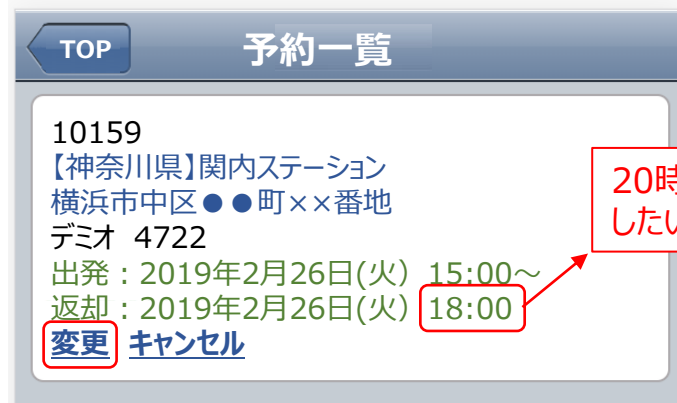 TOP
予約一覧
10159
【神奈川県】関内ステーション
横浜市中区●●町××番地
デミオ 4722
出発：2019年2月26日(火) 15:00～
返却：2019年2月26日(火) 18:00
変更 キャンセル
20時
したい